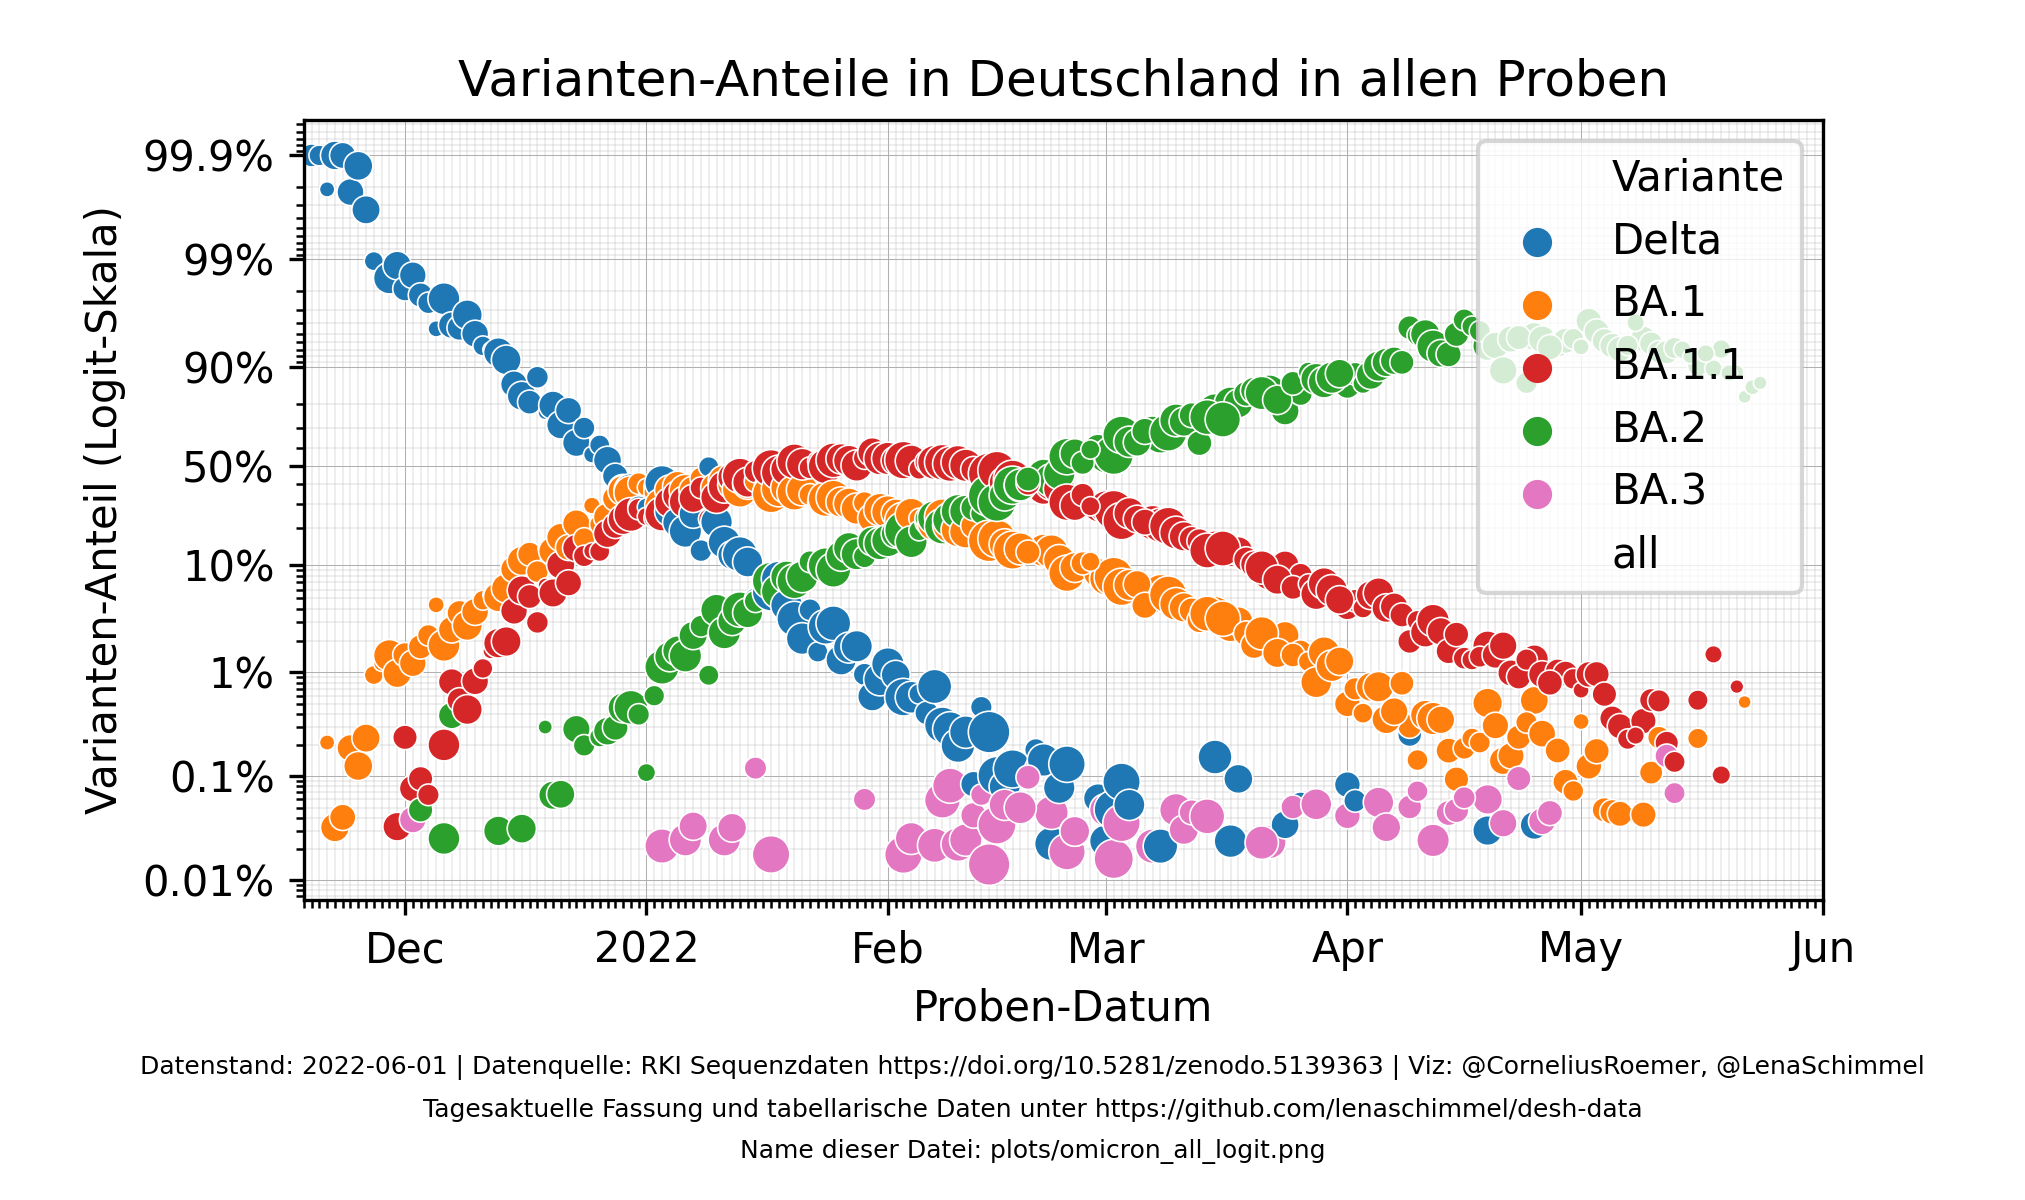 Varianten-Anteile in Deutschland in allen Proben
Varianten-Anteil (Logit-Skala)
99.9%
99%
90%
50%
10%
1%
0.1%
0.01%
Variante
Delta
BA.1
BA.1.1
BA.2
BA.3
all
Dec
2022
Feb
Mar
Apr
May
Jun
Proben-Datum
Datenstand: 2022-06-01 | Datenquelle: RKI Sequenzdaten https://doi.org/10.5281/zenodo.5139363 | Viz: @CorneliusRoemer, @LenaSchimmel
Tagesaktuelle Fassung und tabellarische Daten unter https://github.com/lenaschimmel/desh-data
Name dieser Datei: plots/omicron_all_logit.png